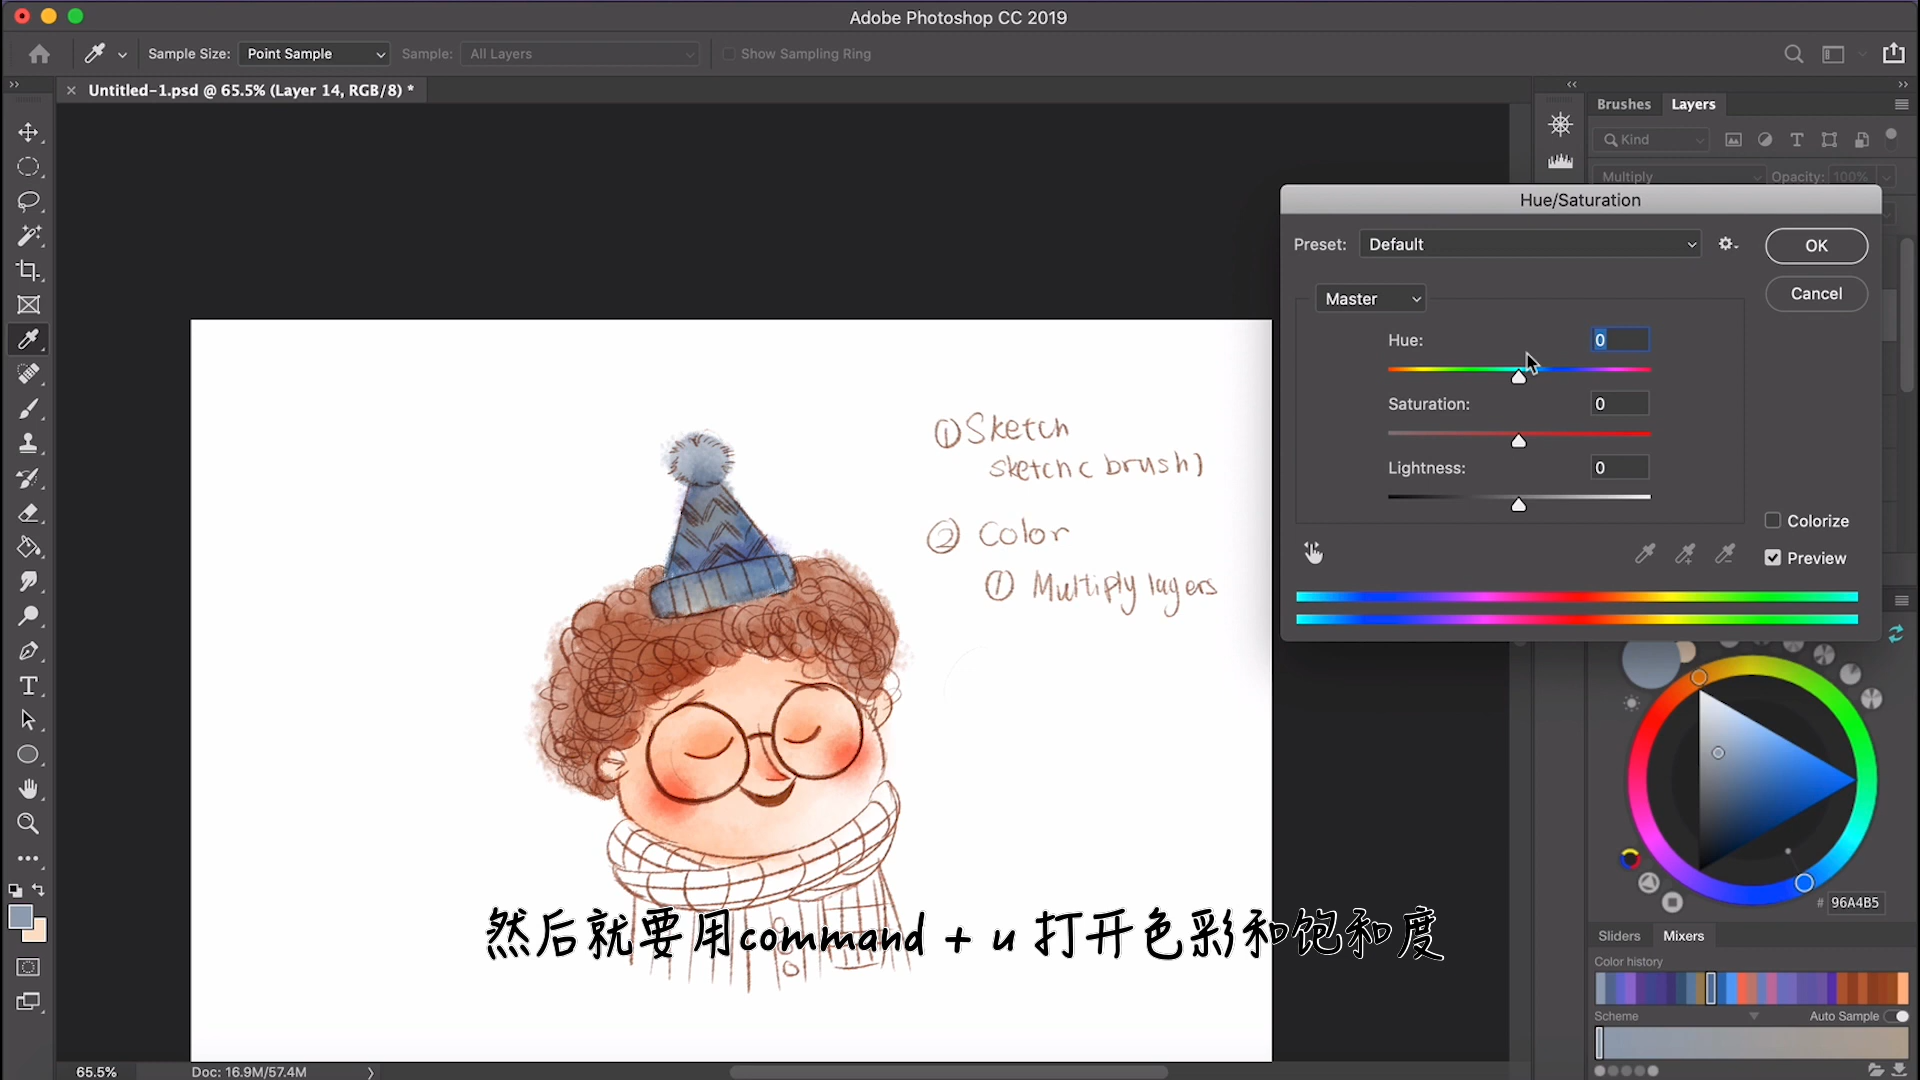 Adobe Photoshop CC 2019
Sample Size: Point Sample Sample: All Layers Show Sampling Ring
Untitled-1.psd @ 65.5% (Layer 14, RGB/8) *
Brushes Layers
Kind
Multiply Opacity: 100%
Hue/Saturation
Preset: Default OK
Cancel
Master
Hue: 0
Saturation: 0
Lightness: 0
Colorize
Preview
① Sketch
sketch ( brush )
② Color
① Multiply layers
然后就要用command + u 打开色彩和饱和度
# 96A4B5
Sliders Mixers
Color history
Scheme Auto Sample
65.5% Doc: 16.9M/57.4M